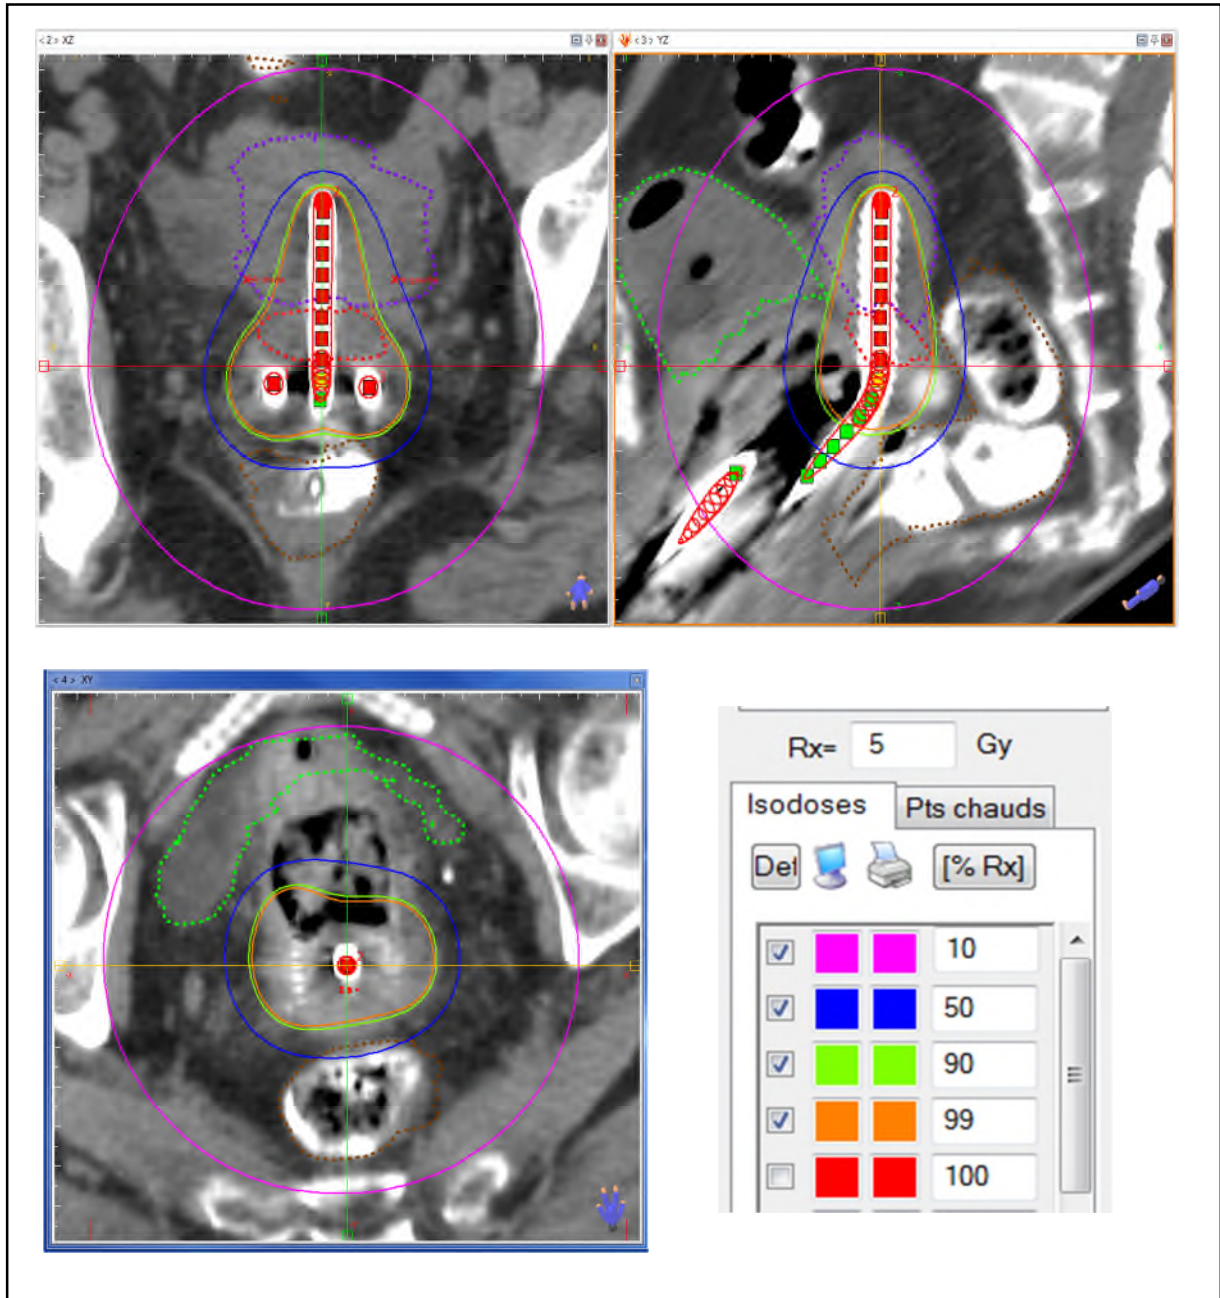 <2> XZ
<3> YZ
<4> XY
Rx= 5 Gy
Isodoses
Pts chauds
Def
[% Rx]
10
50
90
99
100